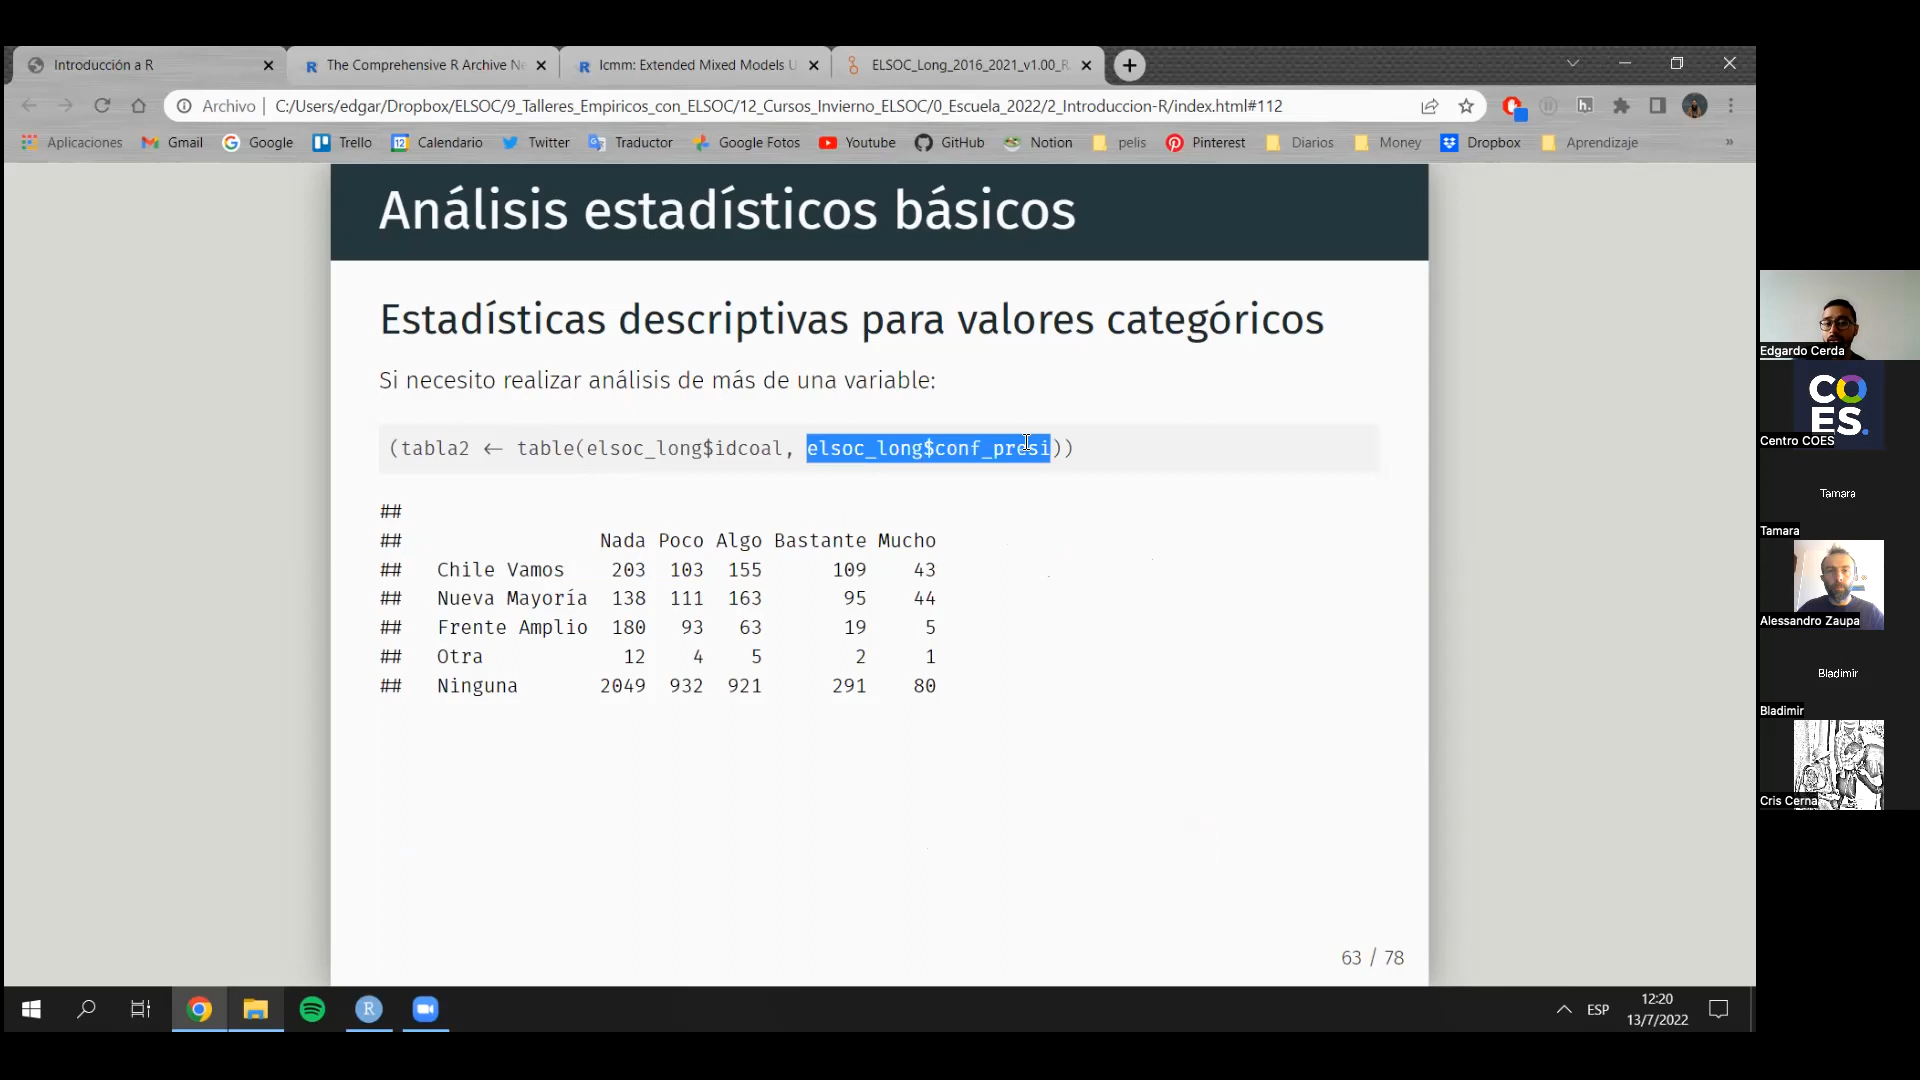 Introducción a R
The Comprehensive R Archive Ne
lcmm: Extended Mixed Models U
ELSOC_Long_2016_2021_v1.00_R
Archivo | C:/Users/edgar/Dropbox/ELSOC/9_Talleres_Empiricos_con_ELSOC/12_Cursos_Invierno_ELSOC/0_Escuela_2022/2_Introduccion-R/index.html#112
Aplicaciones Gmail Google Trello Calendario Twitter Traductor Google Fotos Youtube GitHub Notion pelis Pinterest Diarios Money Dropbox Aprendizaje »
Análisis estadísticos básicos
Estadísticas descriptivas para valores categóricos
Si necesito realizar análisis de más de una variable:
(tabla2 ← table(elsoc_long$idcoal, elsoc_long$conf_presi))
##
## Nada Poco Algo Bastante Mucho
## Chile Vamos 203 103 155 109 43
## Nueva Mayoría 138 111 163 95 44
## Frente Amplio 180 93 63 19 5
## Otra 12 4 5 2 1
## Ninguna 2049 932 921 291 80
63 / 78
Edgardo Cerda
COES.
Centro COES
Tamara
Tamara
Alessandro Zaupa
Bladimir
Bladimir
Cris Cerna
ESP
12:20
13/7/2022